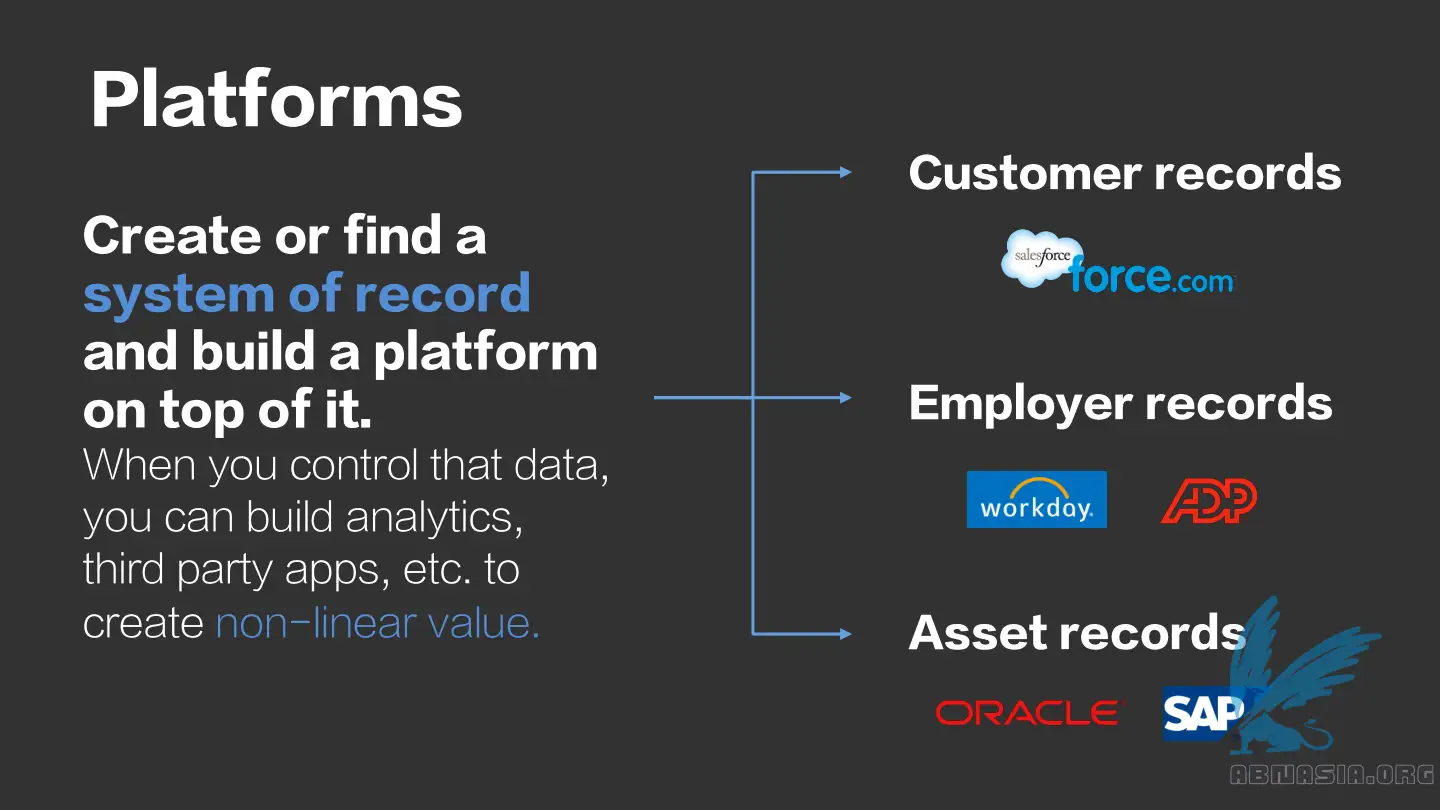 Platforms
Create or find a
system of record
and build a platform
on top of it.
When you control that data,
you can build analytics,
third party apps, etc. to
create non-linear value.
Customer records
salesforce
force.com
Employer records
workday.
ADP
Asset records
ORACLE
SAP
ABNASIA.ORG